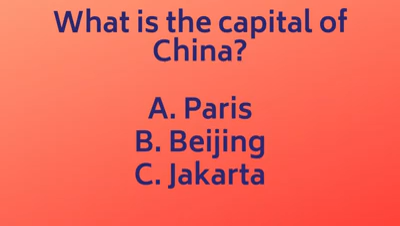 What is the capital of
China?
A. Paris
B. Beijing
C. Jakarta